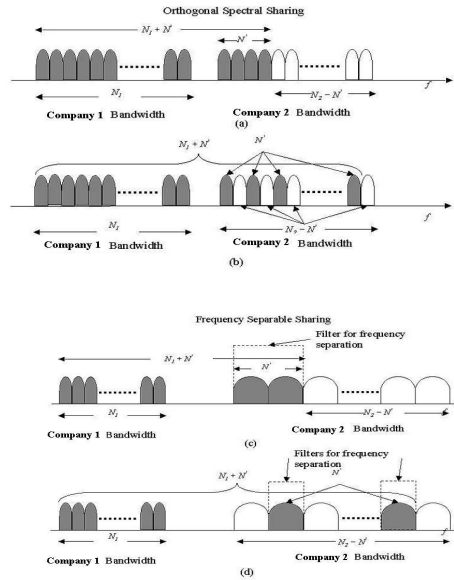 Orthogonal Spectral Sharing
N1 + N'
N'
N1
N2 – N'
f
Company 1 Bandwidth
Company 2 Bandwidth
(a)
N'
N1 + N'
f
N1
N2 – N'
Company 1 Bandwidth
Company 2 Bandwidth
(b)
Frequency Separable Sharing
Filter for frequency
separation
N1 + N'
N'
N1
N2 – N'
f
Company 1 Bandwidth
Company 2 Bandwidth
(c)
Filters for frequency
separation
N'
N1 + N'
f
N1
N2 – N'
Company 1 Bandwidth
Company 2 Bandwidth
(d)